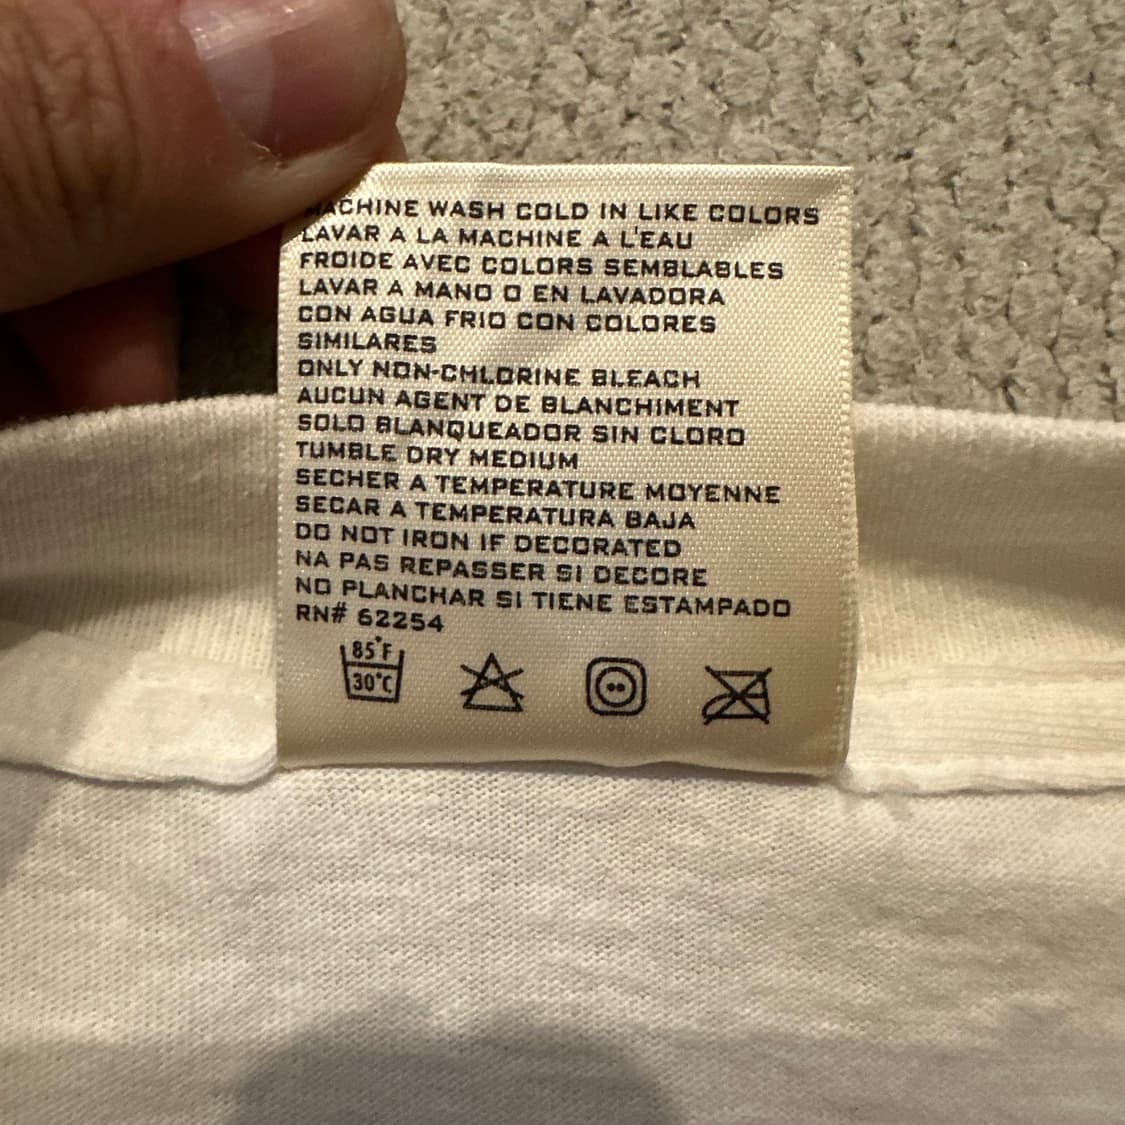 MACHINE WASH COLD IN LIKE COLORS
LAVAR A LA MACHINE A L'EAU
FROIDE AVEC COLORS SEMBLABLES
LAVAR A MANO O EN LAVADORA
CON AGUA FRIO CON COLORES
SIMILARES
ONLY NON-CHLORINE BLEACH
AUCUN AGENT DE BLANCHIMENT
SOLO BLANQUEADOR SIN CLORO
TUMBLE DRY MEDIUM
SECHER A TEMPERATURE MOYENNE
SECAR A TEMPERATURA BAJA
DO NOT IRON IF DECORATED
NA PAS REPASSER SI DECORE
NO PLANCHAR SI TIENE ESTAMPADO
RN# 62254
85°F
30°C